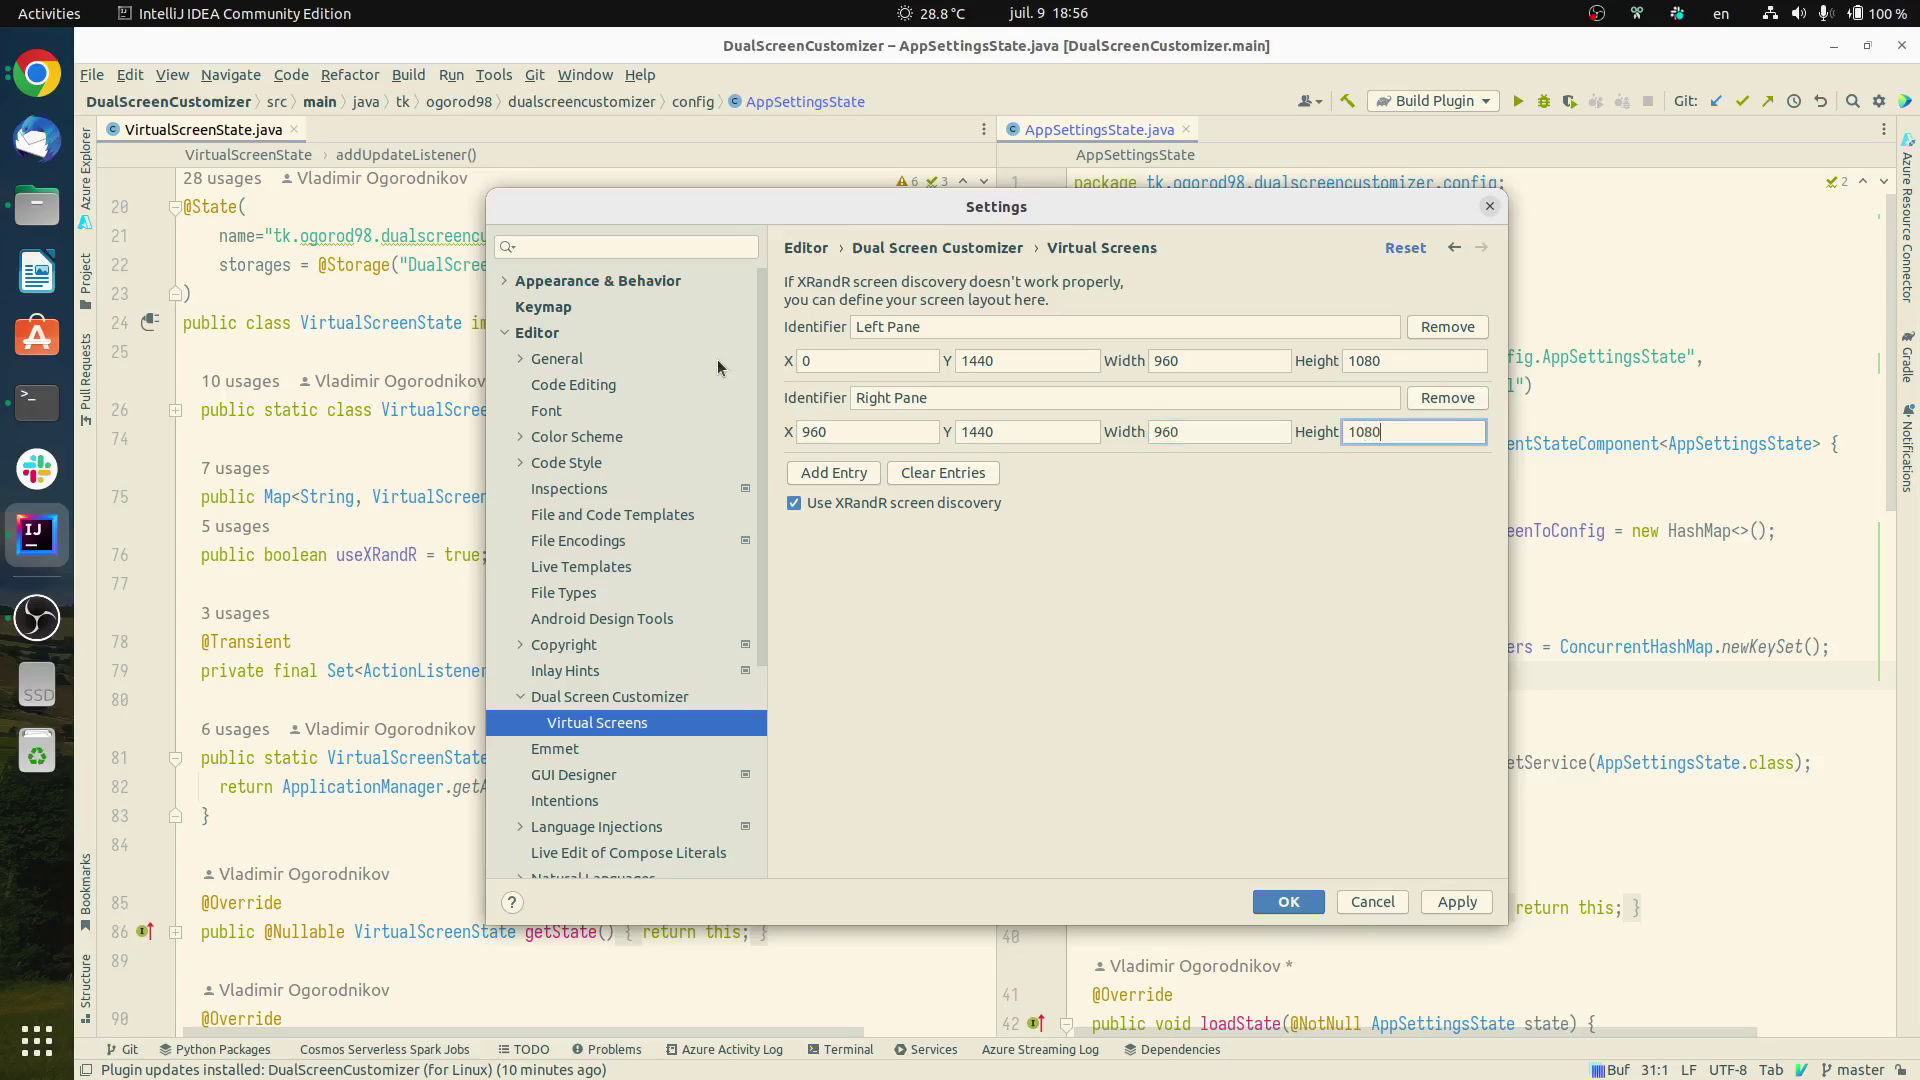 Activities
IntelliJ IDEA Community Edition
28.8 °C
juil. 9 18:56
en
100 %
DualScreenCustomizer – AppSettingsState.java [DualScreenCustomizer.main]
File Edit View Navigate Code Refactor Build Run Tools Git Window Help
DualScreenCustomizer › src › main › java › tk › ogorod98 › dualscreencustomizer › config › AppSettingsState
Build Plugin
Git:
VirtualScreenState.java
AppSettingsState.java
VirtualScreenState › addUpdateListener()
AppSettingsState
Azure Explorer
Project
Pull Requests
Bookmarks
Structure
28 usages Vladimir Ogorodnikov
6 3
20 @State(
21 name="tk.ogorod98.dualscreencu
22 storages = @Storage("DualScree
23 )
24 public class VirtualScreenState im
25
10 usages Vladimir Ogorodnikov
26 public static class VirtualScree
74
7 usages
75 public Map<String, VirtualScreen
5 usages
76 public boolean useXRandR = true;
77
3 usages
78 @Transient
79 private final Set<ActionListener
80
6 usages Vladimir Ogorodnikov
81 public static VirtualScreenState
82 return ApplicationManager.getA
83 }
84
Vladimir Ogorodnikov
85 @Override
86 public @Nullable VirtualScreenState getState() { return this; }
89
Vladimir Ogorodnikov
90 @Override
Settings
Appearance & Behavior
Keymap
Editor
General
Code Editing
Font
Color Scheme
Code Style
Inspections
File and Code Templates
File Encodings
Live Templates
File Types
Android Design Tools
Copyright
Inlay Hints
Dual Screen Customizer
Virtual Screens
Emmet
GUI Designer
Intentions
Language Injections
Live Edit of Compose Literals
Natural Languages
Editor › Dual Screen Customizer › Virtual Screens
Reset
If XRandR screen discovery doesn't work properly,
you can define your screen layout here.
Identifier Left Pane Remove
X 0 Y 1440 Width 960 Height 1080
Identifier Right Pane Remove
X 960 Y 1440 Width 960 Height 1080
Add Entry Clear Entries
Use XRandR screen discovery
?
OK Cancel Apply
1 package tk.ogorod98.dualscreencustomizer.config;
2
fig.AppSettingsState",
l")
entStateComponent<AppSettingsState> {
eenToConfig = new HashMap<>();
ers = ConcurrentHashMap.newKeySet();
etService(AppSettingsState.class);
return this; }
40
Vladimir Ogorodnikov *
41 @Override
42 public void loadState(@NotNull AppSettingsState state) {
Azure Resource Connector
Gradle
Notifications
>_
IJ
SSD
Git Python Packages Cosmos Serverless Spark Jobs TODO Problems Azure Activity Log Terminal Services Azure Streaming Log Dependencies
Plugin updates installed: DualScreenCustomizer (for Linux) (10 minutes ago)
Buf 31:1 LF UTF-8 Tab master